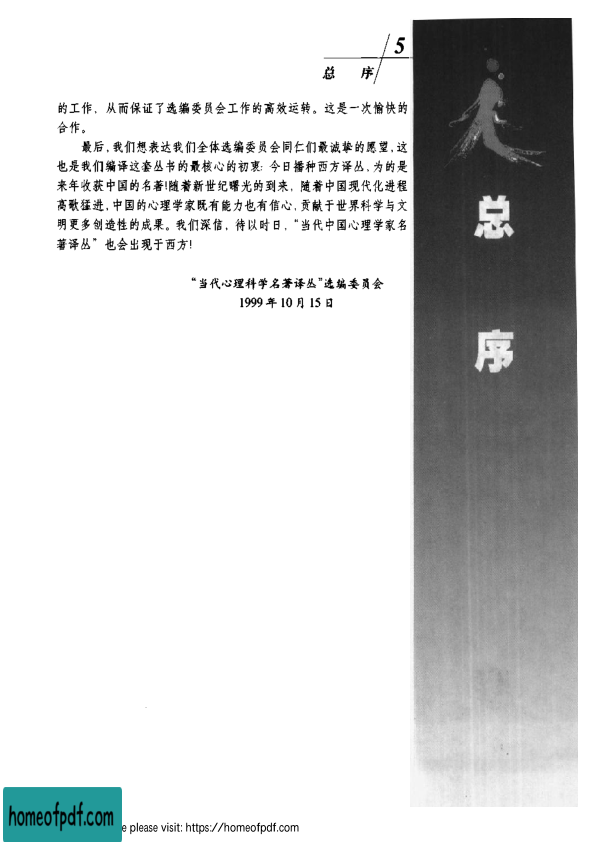 5
总 序
的工作，从而保证了选编委员会工作的高效运转。这是一次愉快的
合作。
最后，我们想表达我们全体选编委员会同仁们最诚挚的愿望，这
也是我们编译这套丛书的最核心的初衷：今日播种西方译丛，为的是
来年收获中国的名著!随着新世纪曙光的到来，随着中国现代化进程
高歌猛进，中国的心理学家既有能力也有信心，贡献于世界科学与文
明更多创造性的成果。我们深信，待以时日，“当代中国心理学家名
著译丛”也会出现于西方!
“当代心理科学名著译丛”选编委员会
1999年10月15日
总
序
homeofpdf.com
e please visit: https://homeofpdf.com